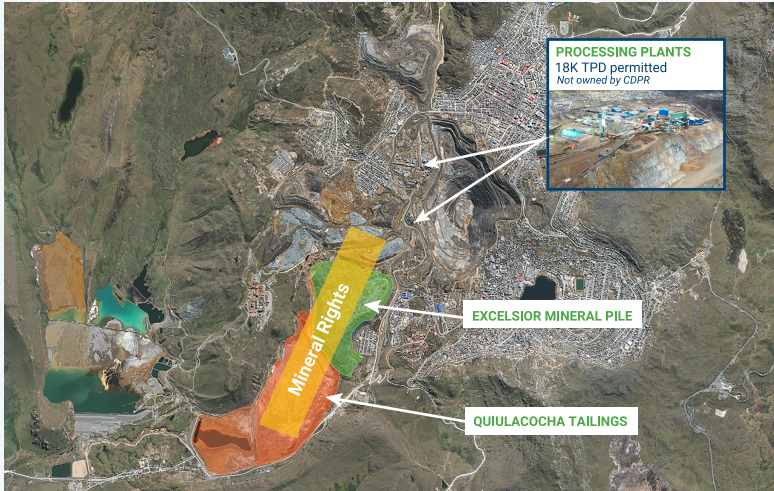 PROCESSING PLANTS
18K TPD permitted
Not owned by CDPR
Mineral Rights
EXCELSIOR MINERAL PILE
QUIULACOCHA TAILINGS